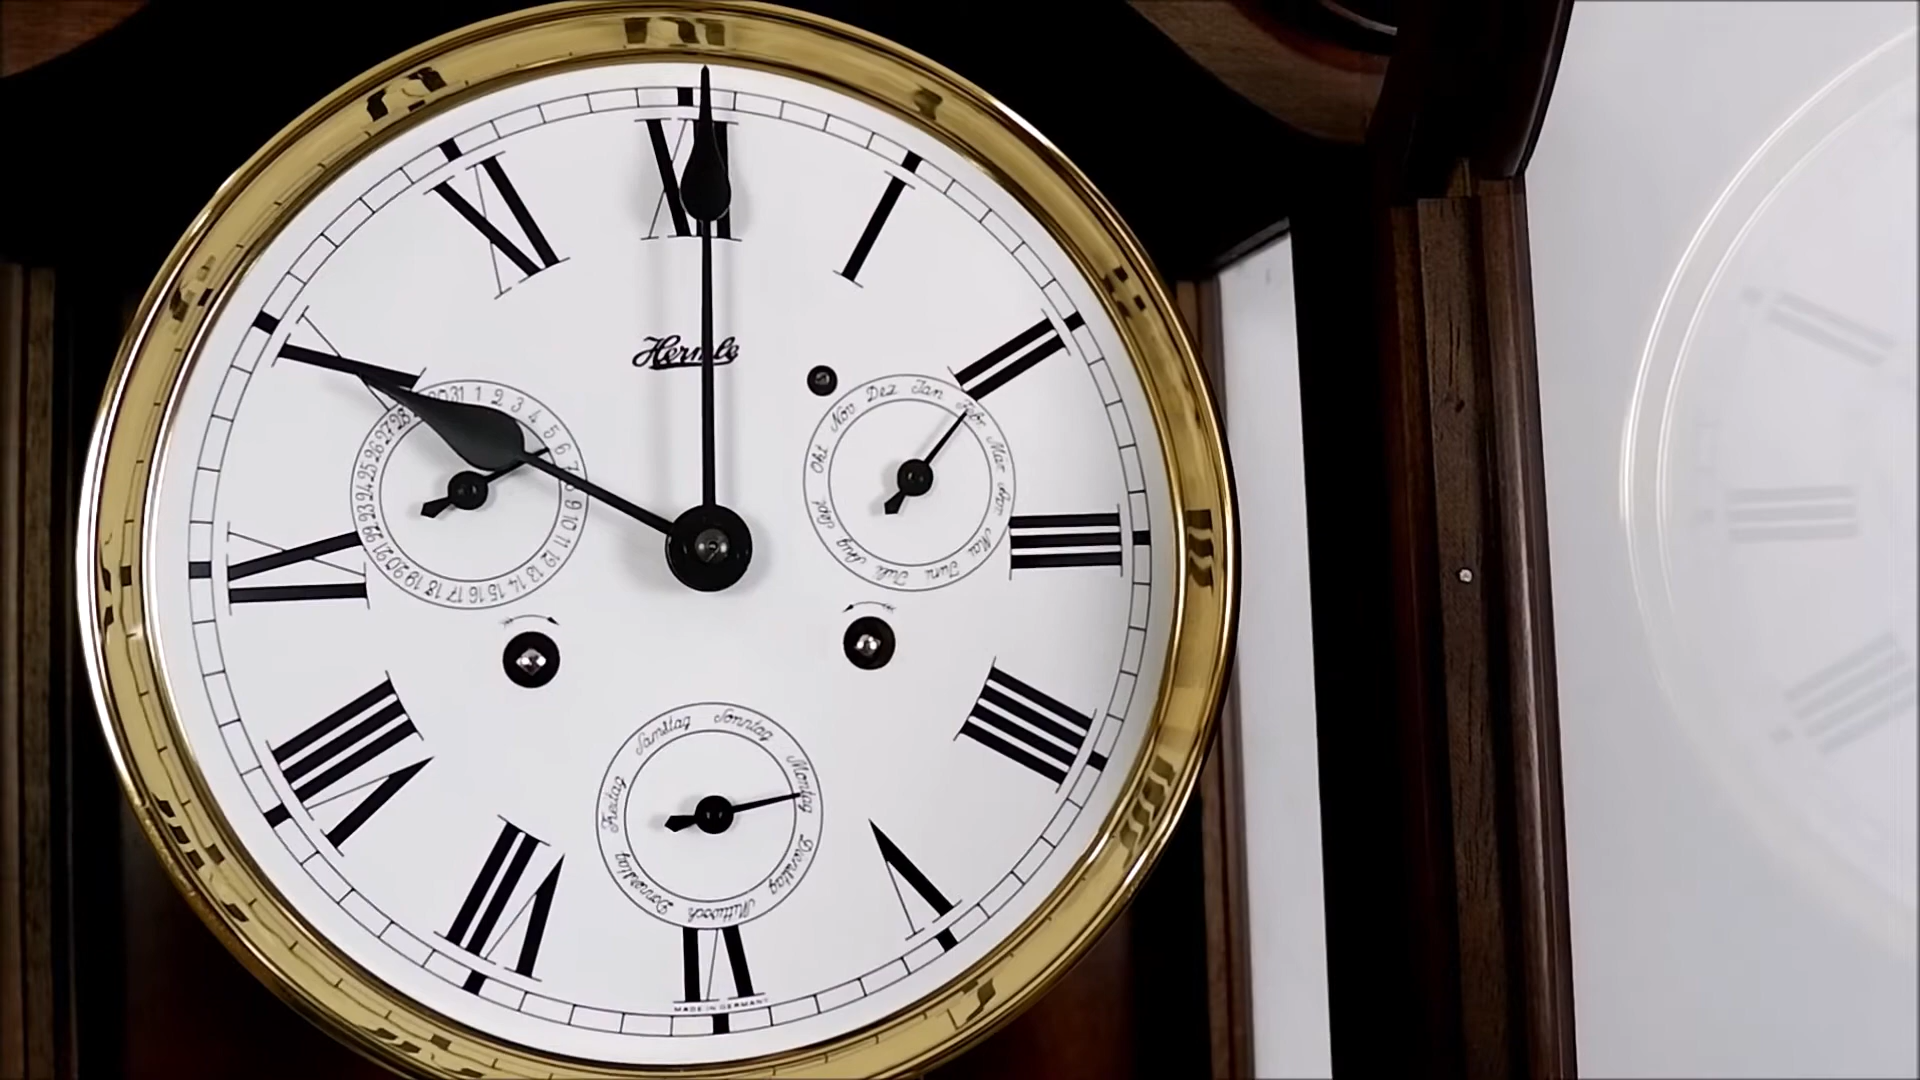 XII
I
II
III
IIII
V
VI
VII
VIII
IX
X
XI
Hermle
31 1 2 3 4 5 6 7 9 10 11 12 13 14 15 16 17 18 19 20 21 22 23 24 25 26 27 28
Jan Febr Mar Apr Mai Juni Juli Aug Sept Okt Nov Dez
Sonntag Montag Dienstag Mittwoch Donnerstag Freitag Samstag
MADE IN GERMANY